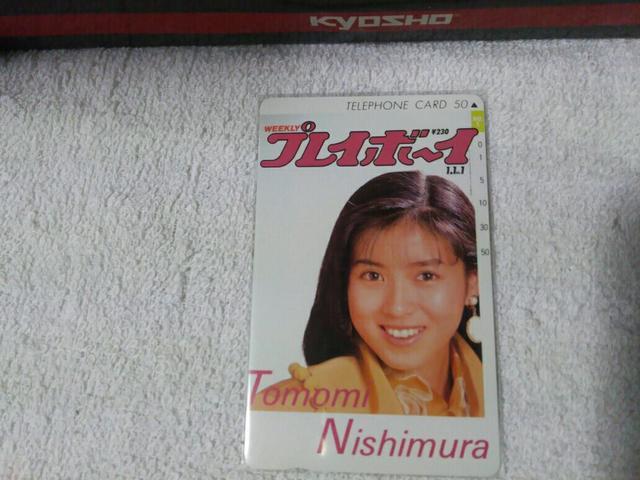 KYOSHO
TELEPHONE CARD 50
WEEKLY
プレイボーイ
¥230
1.1.1
0
1
5
10
30
50
Tomomi
Nishimura